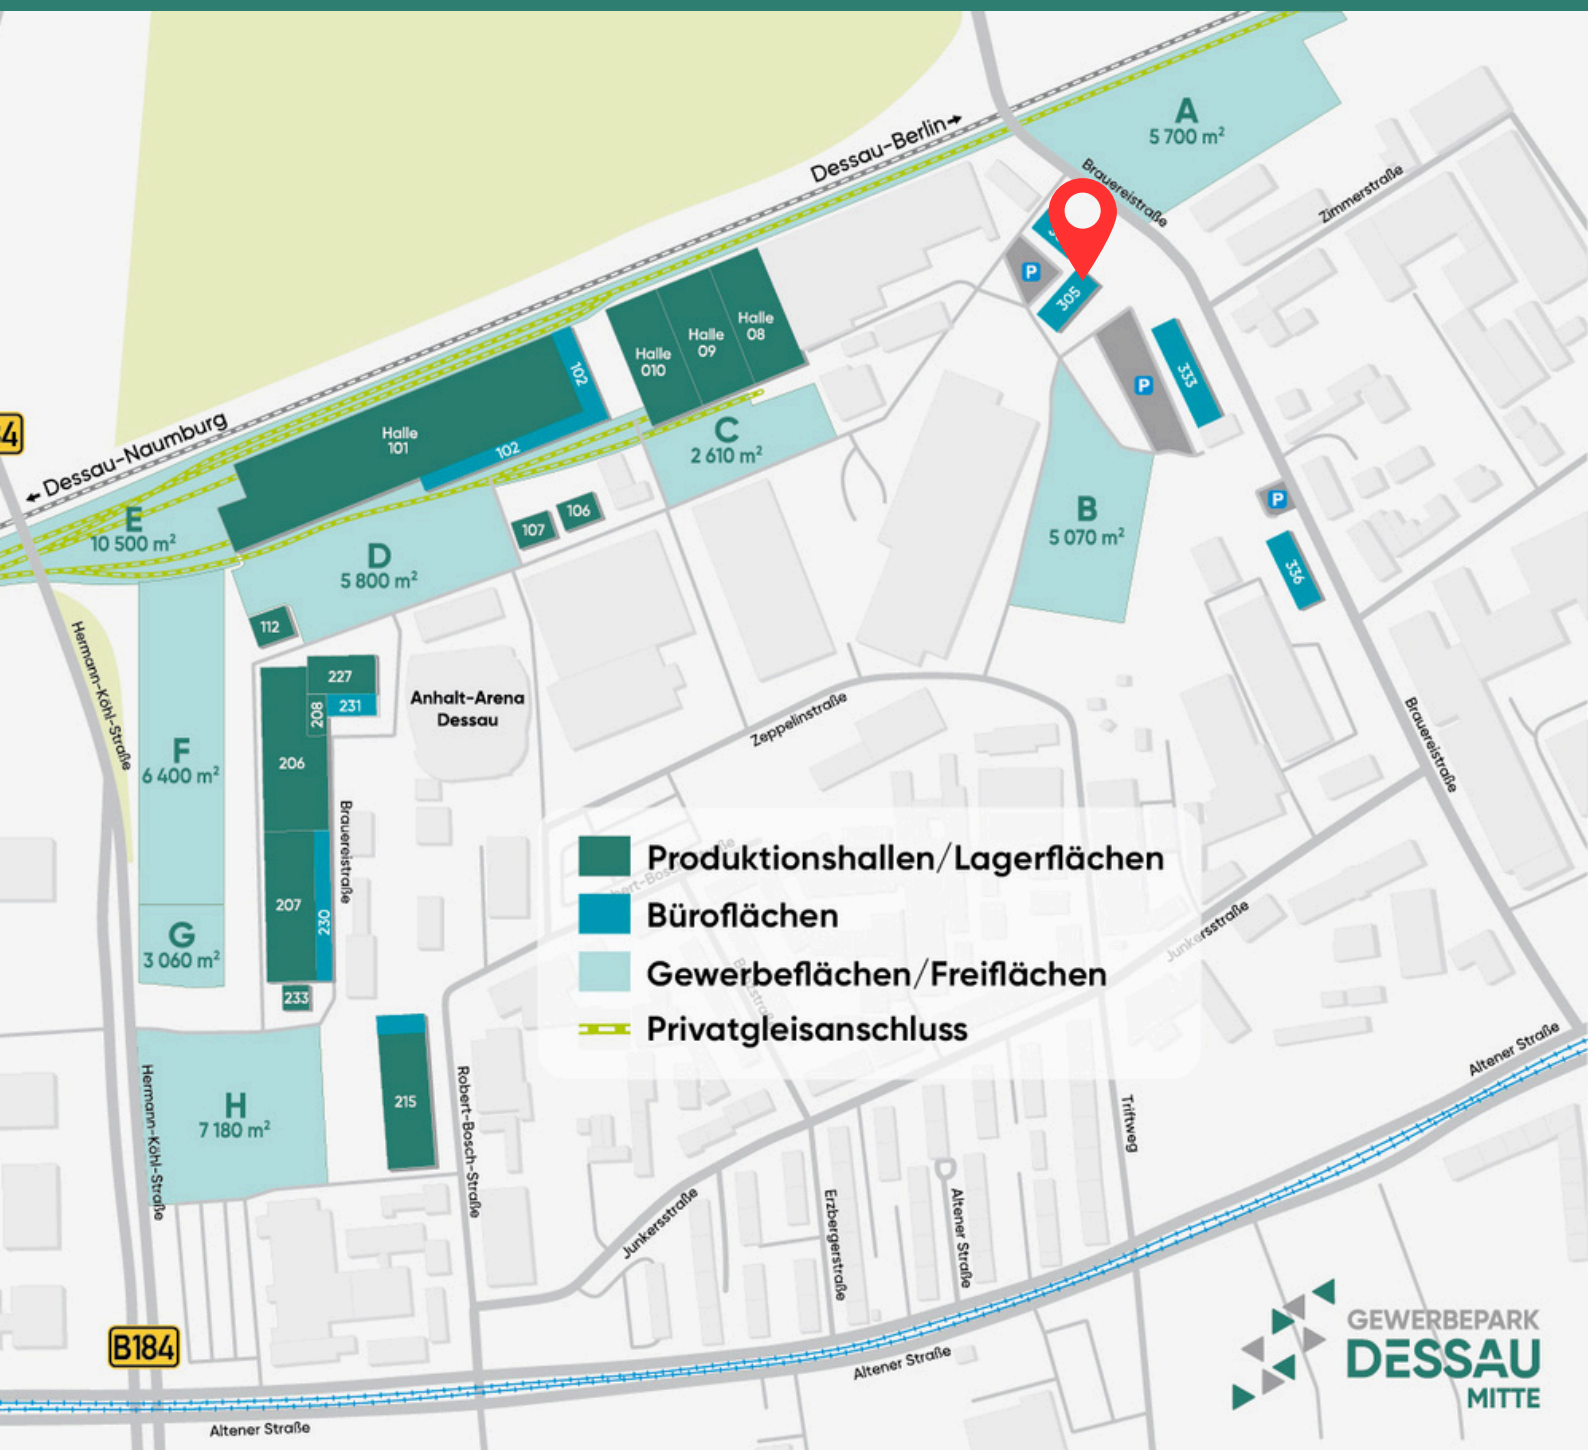 A
5 700 m²
Dessau-Berlin
Brauereistraße
Zimmerstraße
P
305
Halle
08
Halle
09
Halle
010
102
333
P
Dessau-Naumburg
Halle
101
102
C
2 610 m²
E
10 500 m²
107
106
P
B
5 070 m²
D
5 800 m²
336
112
Hermann-Köhl-Straße
227
208
231
Anhalt-Arena
Dessau
206
F
6 400 m²
Zeppelinstraße
Brauereistraße
Brauereistraße
207
230
G
3 060 m²
233
Produktionshallen/Lagerflächen
Büroflächen
Gewerbeflächen/Freiflächen
Privatgleisanschluss
Junkersstraße
H
7 180 m²
215
Hermann-Köhl-Straße
Robert-Bosch-Straße
Triftweg
Altener Straße
Junkersstraße
Erzbergerstraße
Altener Straße
B184
Altener Straße
Altener Straße
GEWERBEPARK
DESSAU
MITTE